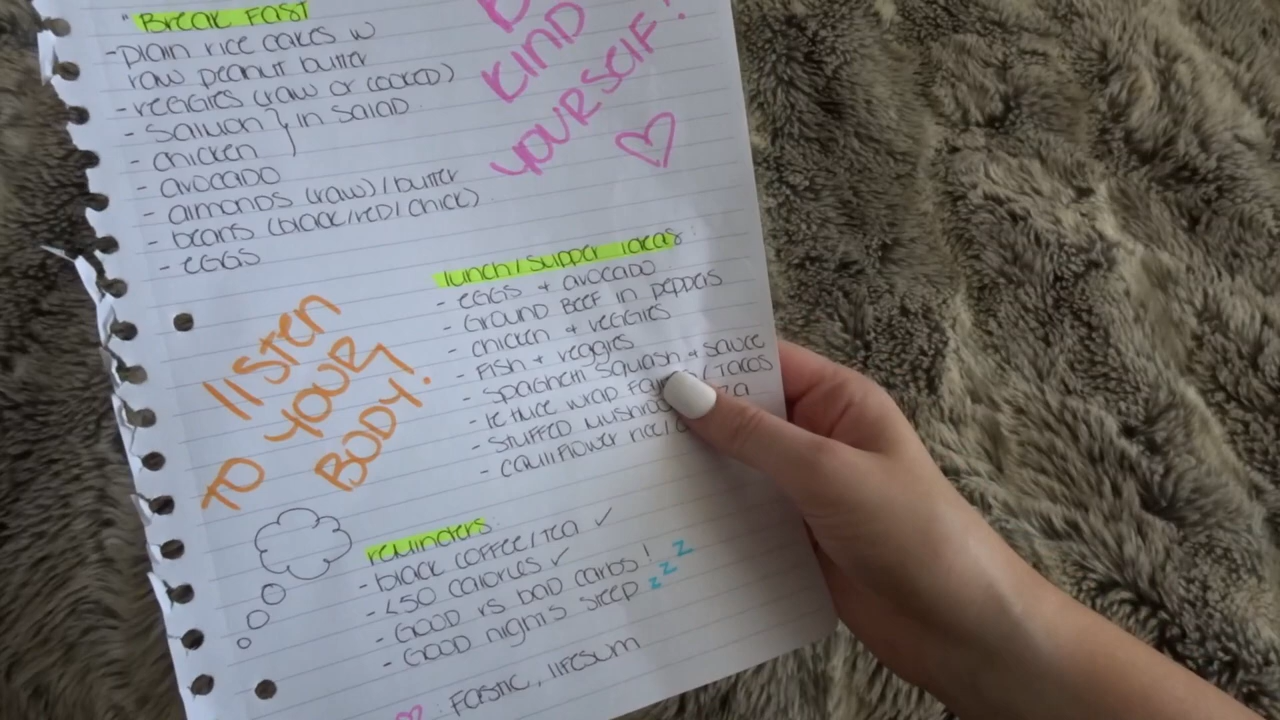 "BREAK FAST
- plain rice cakes w
raw peanut butter
- veggies (raw or cooked)
- salmon } in salad
- chicken
- avocado
- almonds (raw) / butter
- beans (black/red/chick)
- eggs
KIND
YOURSELF!
LISTEN
TO YOUR
BODY!
lunch/supper ideas:
- eggs + avocado
- ground beef in peppers
- chicken + veggies
- fish + veggies
- spaghetti squash + sauce
- lettuce wrap / tacos
- stuffed
- cauliflower rice/
reminders:
- black coffee/tea ✓
- <50 calories ✓
- good vs bad carbs!
- good nights sleep zzz
♡ : Fastic, lifesum